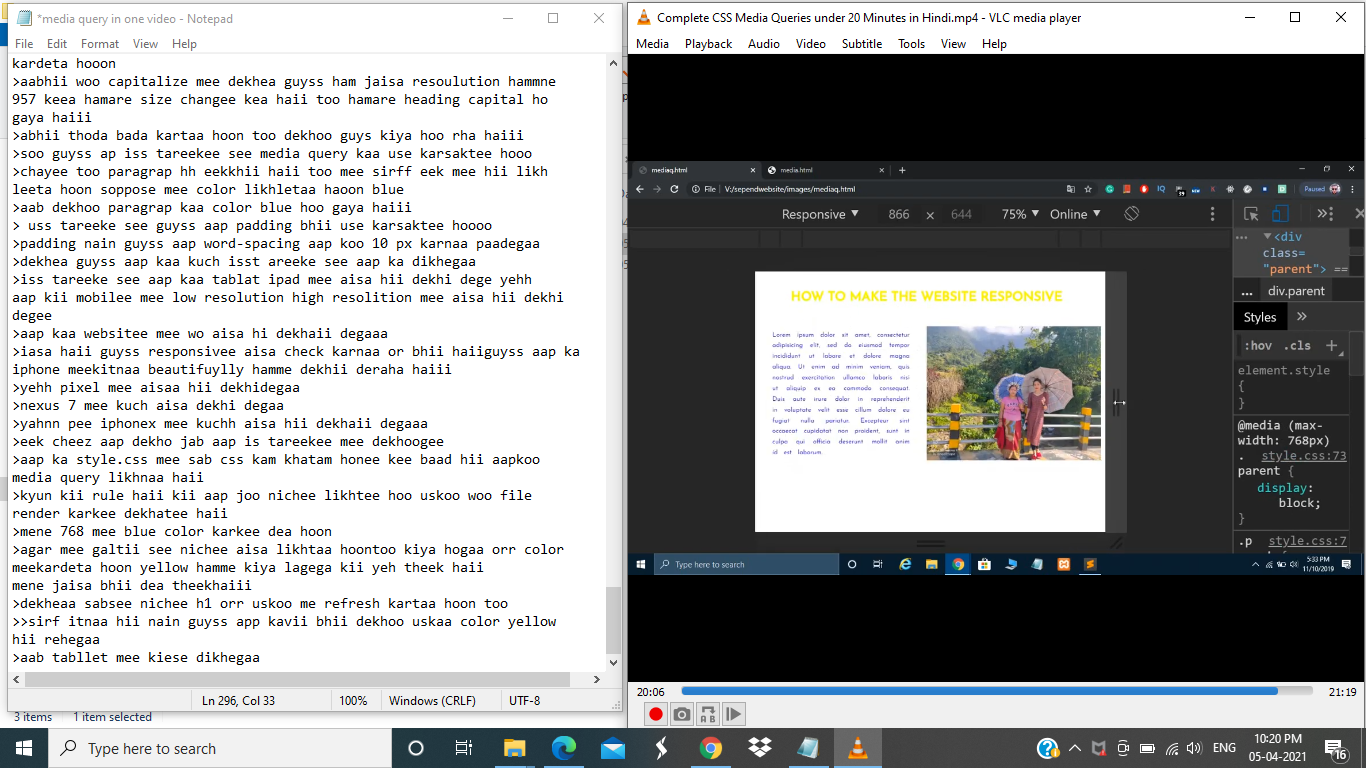 *media query in one video - Notepad
File Edit Format View Help
kardeta hooon
>aabhii woo capitalize mee dekhea guyss ham jaisa resoulution hammne
957 keea hamare size changee kea haii too hamare heading capital ho
gaya haiii
>abhii thoda bada kartaa hoon too dekhoo guys kiya hoo rha haiii
>soo guyss ap iss tareekee see media query kaa use karsaktee hooo
>chayee too paragrap hh eekkhii haii too mee sirff eek mee hii likh
leeta hoon soppose mee color likhletaa haoon blue
>aab dekhoo paragrap kaa color blue hoo gaya haiii
> uss tareeke see guyss aap padding bhii use karsaktee hoooo
>padding nain guyss aap word-spacing aap koo 10 px karnaa paadegaa
>dekhea guyss aap kaa kuch isst areeke see aap ka dikhegaa
>iss tareeke see aap kaa tablat ipad mee aisa hii dekhi dege yehh
aap kii mobilee mee low resolution high resolition mee aisa hii dekhi
degee
>aap kaa websitee mee wo aisa hi dekhaii degaaa
>iasa haii guyss responsivee aisa check karnaa or bhii haiiguyss aap ka
iphone meekitnaa beautifuylly hamme dekhii deraha haiii
>yehh pixel mee aisaa hii dekhidegaa
>nexus 7 mee kuch aisa dekhi degaa
>yahnn pee iphonex mee kuchh aisa hii dekhaii degaaa
>eek cheez aap dekho jab aap is tareekee mee dekhoogee
>aap ka style.cssmee sab css kam khatam honee kee baad hii aapkoo
media query likhnaa haii
>kyun kii rule haii kii aap joo nichee likhtee hoo uskoo woo file
render karkee dekhatee haii
>mene 768 mee blue color karkee dea hoon
>agar mee galtii see nichee aisa likhtaa hoontoo kiya hogaa orr color
meekardeta hoon yellow hamme kiya lagega kii yeh theek haii
mene jaisa bhii dea theekhaiii
>dekheaa sabsee nichee h1 orr uskoo me refresh kartaa hoon too
>>sirf itnaa hii nain guyss app kavii bhii dekhoo uskaa color yellow
hii rehegaa
>aab tabllet mee kiese dikhegaa
Ln 296, Col 33 100% Windows (CRLF) UTF-8
3 items 1 item selected
Complete CSS Media Queries under 20 Minutes in Hindi.mp4 - VLC media player
Media Playback Audio Video Subtitle Tools View Help
mediaq.html media.html
File V:/sependwebsite/images/mediaq.html Paused
Responsive 866 x 644 75% Online
HOW TO MAKE THE WEBSITE RESPONSIVE
Lorem ipsum dolor sit amet, consectetur
adipisicing elit, sed do eiusmod tempor
incididunt ut labore et dolore magna
aliqua. Ut enim ad minim veniam, quis
nostrud exercitation ullamco laboris nisi
ut aliquip ex ea commodo consequat.
Duis aute irure dolor in reprehenderit
in voluptate velit esse cillum dolore eu
fugiat nulla pariatur. Excepteur sint
occaecat cupidatat non proident, sunt in
culpa qui officia deserunt mollit anim
id est laborum.
<div
class=
"parent"> ==
... div.parent
Styles
:hov .cls
element.style
{
}
@media (max-
width: 768px)
. style.css:73
parent {
display:
block;
}
.p style.css:7
Type here to search
5:33 PM
11/10/2019
20:06 21:19
Type here to search
ENG
10:20 PM
05-04-2021
16